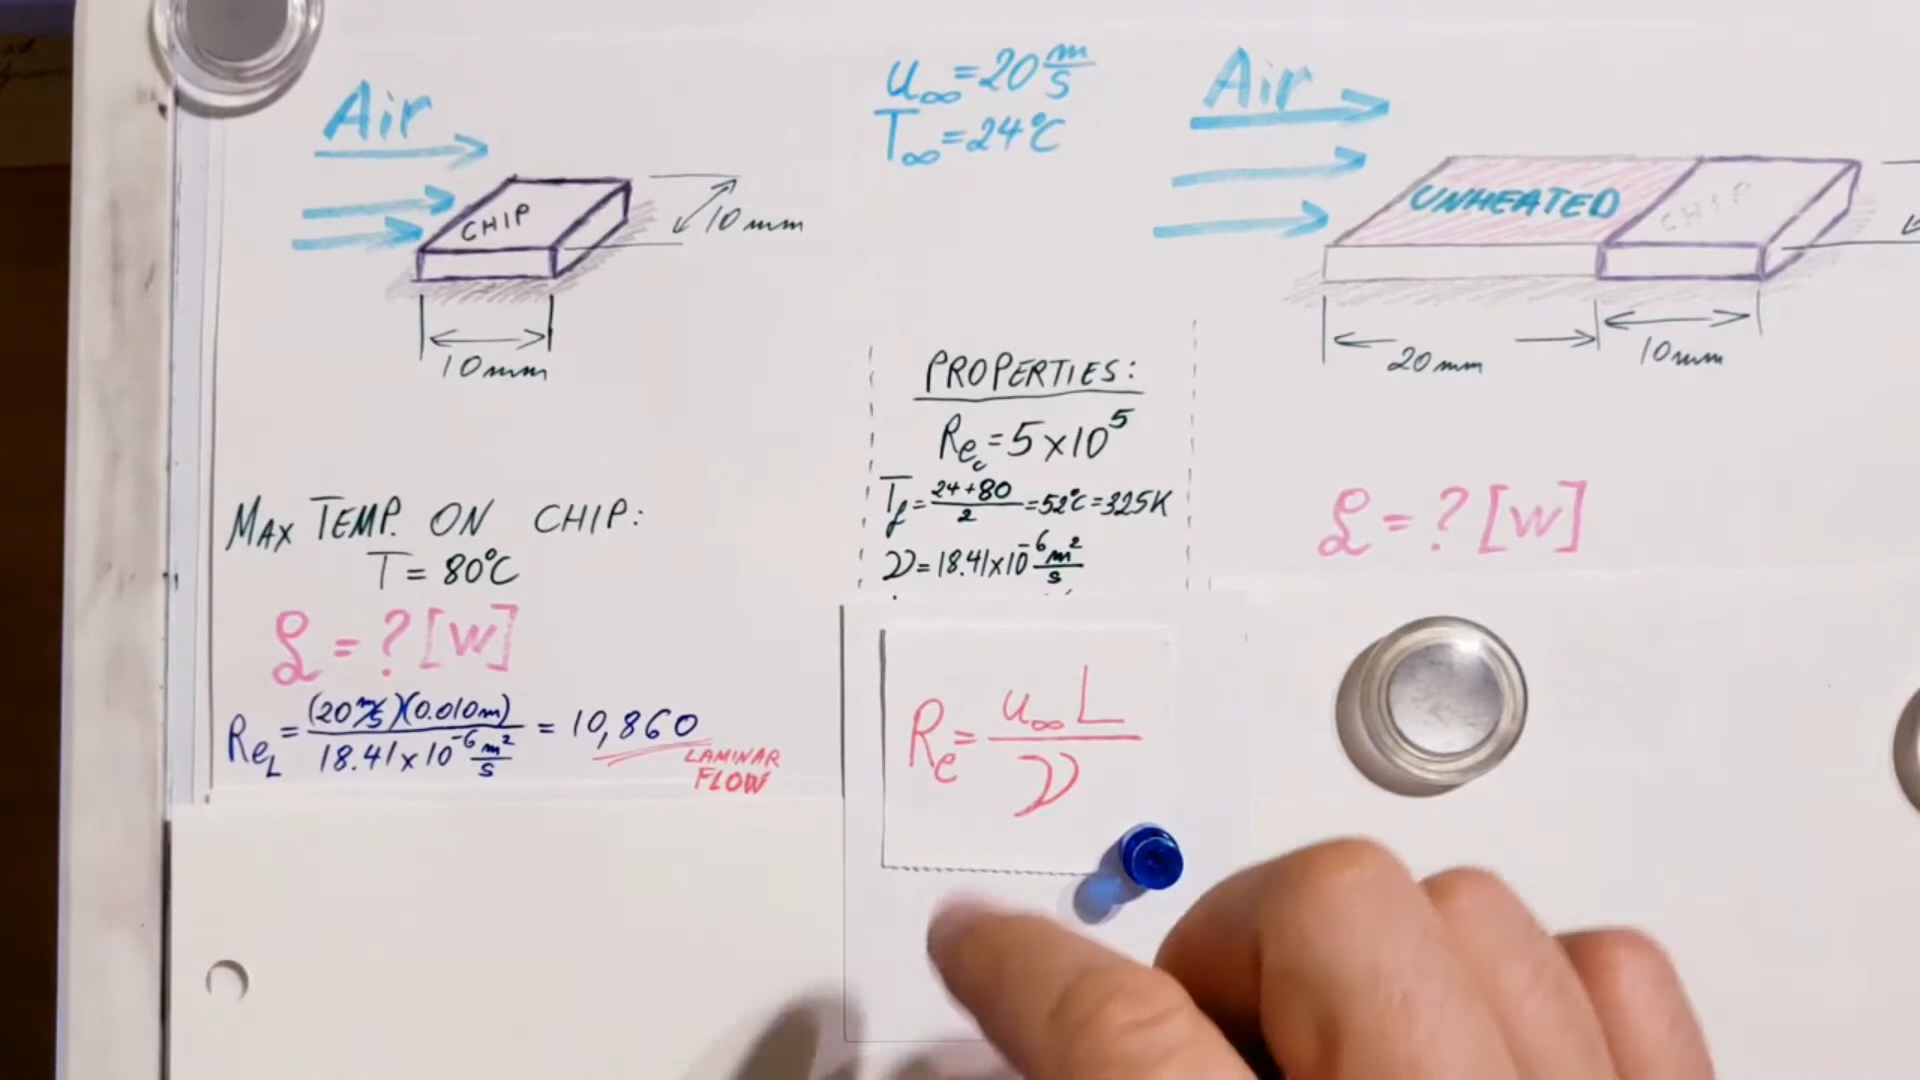 Air
CHIP
10 mm
10 mm
u∞ = 20 m/s
T∞ = 24°C
Air
UNHEATED
CHIP
20 mm
10 mm
PROPERTIES:
Re_c = 5 x 10^5
T_f = (24 + 80)/2 = 52°C = 325K
ν = 18.41 x 10^-6 m²/s
MAX TEMP. ON CHIP:
T = 80°C
Q = ? [W]
Re_L = (20 m/s)(0.010m) / 18.41 x 10^-6 m²/s = 10,860
LAMINAR
FLOW
Re = u∞ L / ν
Q = ? [W]